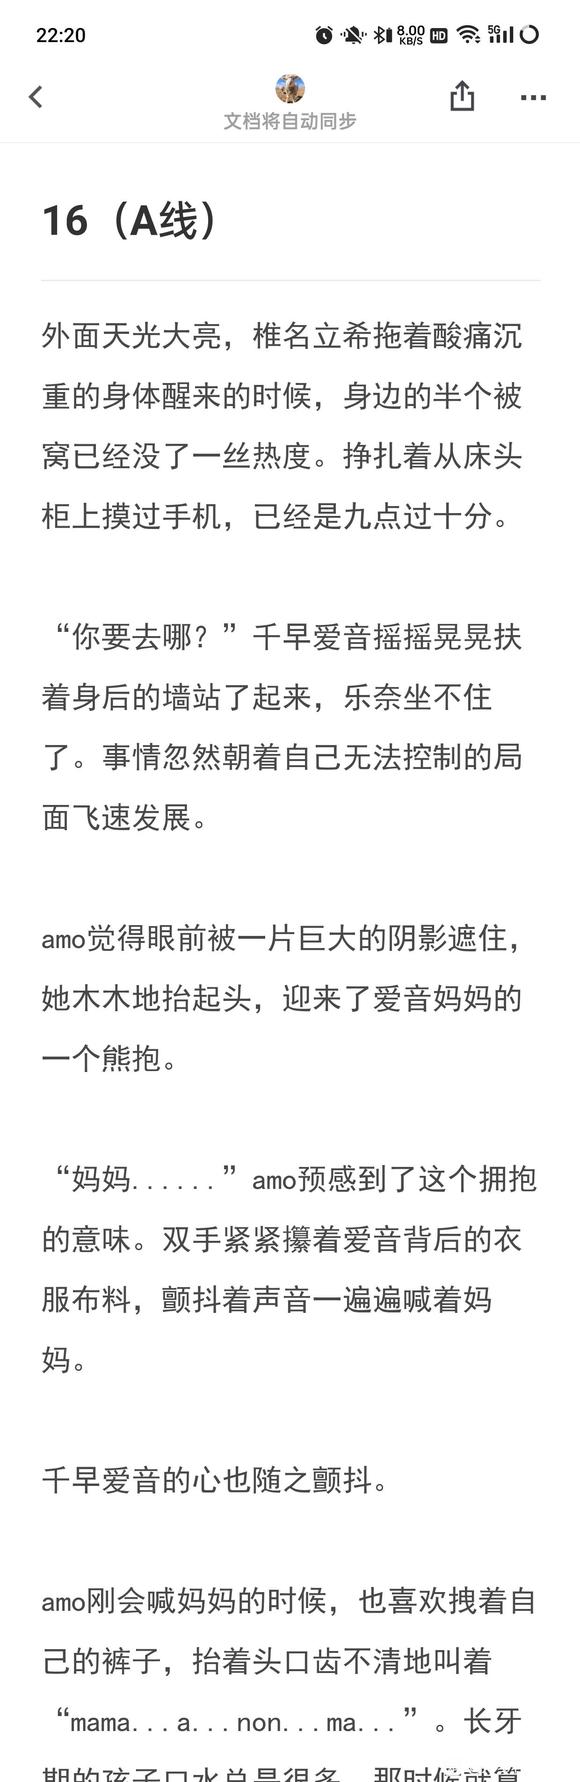 22:20
8.00
KB/S
HD
5G
文档将自动同步
16（A线）
外面天光大亮，椎名立希拖着酸痛沉
重的身体醒来的时候，身边的半个被
窝已经没了一丝热度。挣扎着从床头
柜上摸过手机，已经是九点过十分。
“你要去哪？”千早爱音摇摇晃晃扶
着身后的墙站了起来，乐奈坐不住
了。事情忽然朝着自己无法控制的局
面飞速发展。
amo觉得眼前被一片巨大的阴影遮住，
她木木地抬起头，迎来了爱音妈妈的
一个熊抱。
“妈妈......”amo预感到了这个拥抱
的意味。双手紧紧攥着爱音背后的衣
服布料，颤抖着声音一遍遍喊着妈
妈。
千早爱音的心也随之颤抖。
amo刚会喊妈妈的时候，也喜欢拽着自
己的裤子，抬着头口齿不清地叫着
“mama...a...non...ma...”。长牙
期的孩子口水总是很多，那时候就算